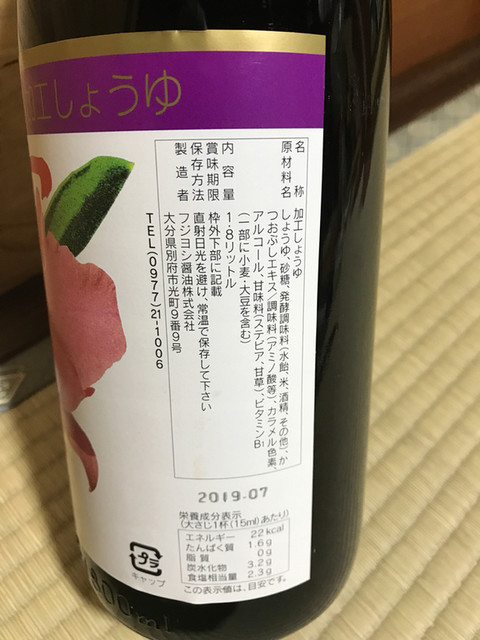 加工しょうゆ
名称 加工しょうゆ
原材料名 しょうゆ、砂糖、発酵調味料(水飴、米、酒精、その他)、か
つおぶしエキス/調味料(アミノ酸等)、カラメル色素、
アルコール、甘味料(ステビア、甘草)、ビタミンB1
(一部に小麦・大豆を含む)
内容量 1.8リットル
賞味期限 枠外下部に記載
保存方法 直射日光を避け、常温で保存して下さい
製造者 フジヨシ醤油株式会社
大分県別府市光町9番9号
TEL(0977)21-1006
2019.07
栄養成分表示
(大さじ1杯(15ml)あたり)
エネルギー 22kcal
たんぱく質 1.6g
脂質 0g
炭水化物 3.2g
食塩相当量 2.3g
この表示値は、目安です。
プラ
キャップ
800ml